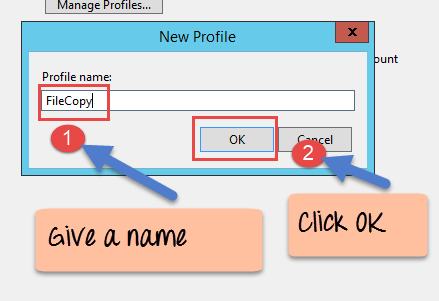 Manage Profiles...
New Profile
x
ount
Profile name:
FileCopy
OK
Cancel
1
2
Give a name
Click OK